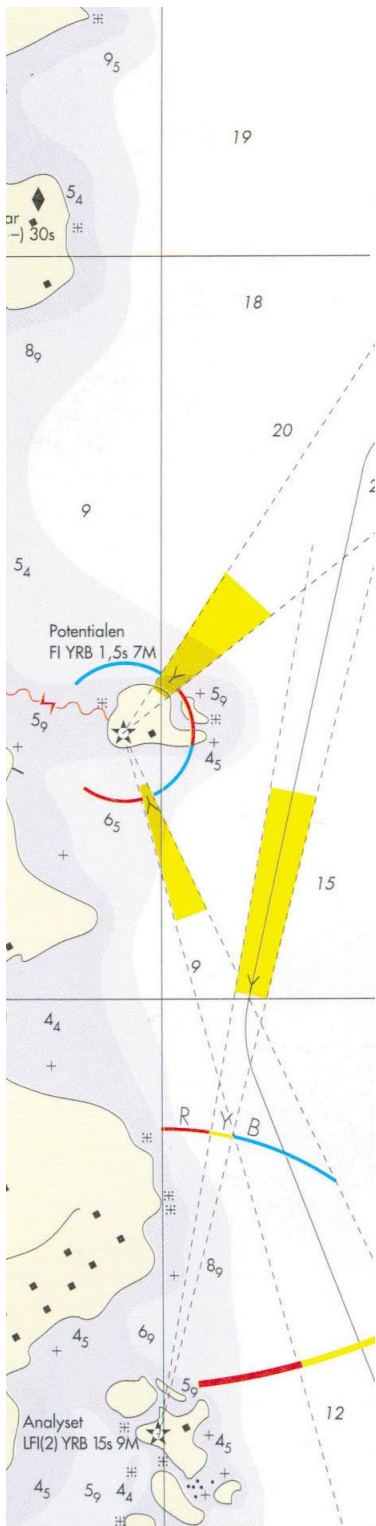 9₅
19
5₄
ar
–) 30s
18
8₉
20
9
2
5₄
Potentialen
Fl YRB 1,5s 7M
Y
5₉
5₉
4₅
6₅
Y
15
9
Y
4₄
R Y B
8₉
4₅
6₉
5₉
12
Analyset
LFl(2) YRB 15s 9M
4₅
4₅
5₉
4₄